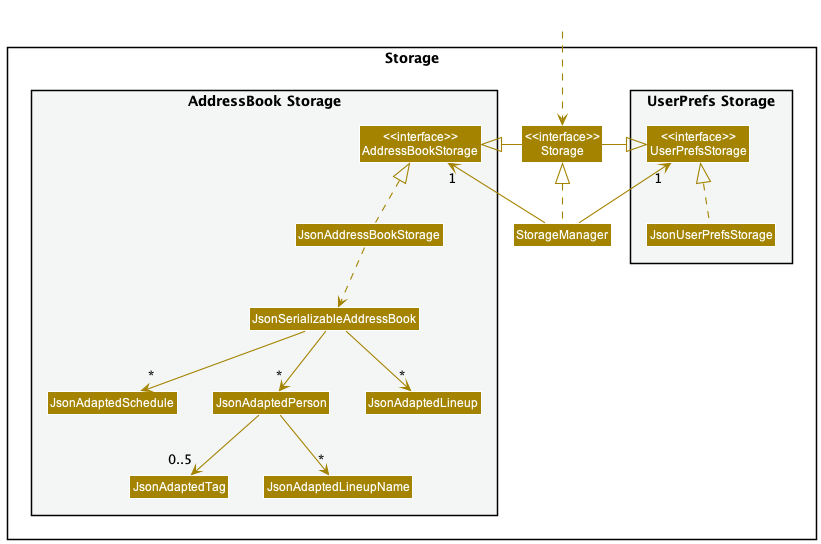 Storage
AddressBook Storage
UserPrefs Storage
<<interface>>
AddressBookStorage
<<interface>>
Storage
<<interface>>
UserPrefsStorage
1
1
JsonAddressBookStorage
StorageManager
JsonUserPrefsStorage
JsonSerializableAddressBook
*
*
*
JsonAdaptedSchedule
JsonAdaptedPerson
JsonAdaptedLineup
0..5
*
JsonAdaptedTag
JsonAdaptedLineupName